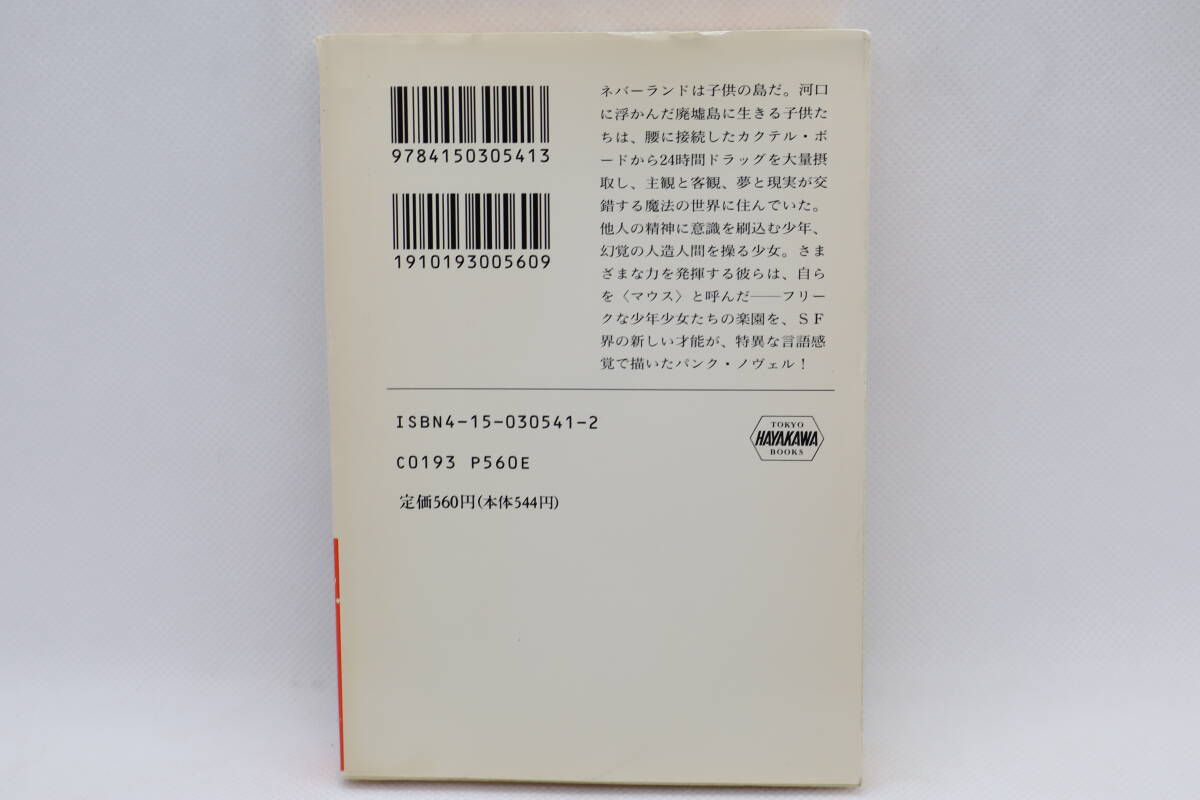 9784150305413
1910193005609
ネバーランドは子供の島だ。河口
に浮かんだ廃墟島に生きる子供た
ちは、腰に接続したカクテル・ボ
ードから24時間ドラッグを大量摂
取し、主観と客観、夢と現実が交
錯する魔法の世界に住んでいた。
他人の精神に意識を刷込む少年、
幻覚の人造人間を操る少女。さま
ざまな力を発揮する彼らは、自ら
を〈マウス〉と呼んだ──フリー
クな少年少女たちの楽園を、ＳＦ
界の新しい才能が、特異な言語感
覚で描いたパンク・ノヴェル！
ISBN4-15-030541-2
C0193 P560E
定価560円(本体544円)
TOKYO
HAYAKAWA
BOOKS